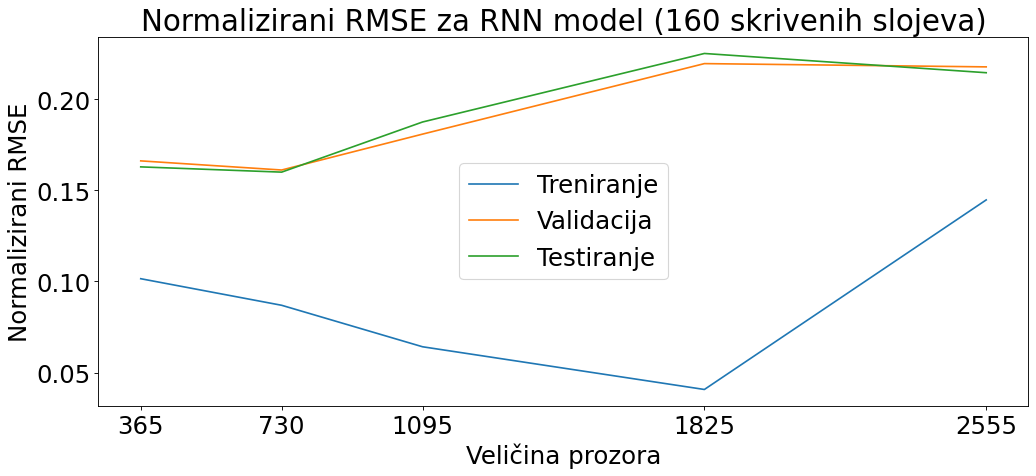 Normalizirani RMSE za RNN model (160 skrivenih slojeva)
Normalizirani RMSE
0.20
0.15
0.10
0.05
Treniranje
Validacija
Testiranje
365 730 1095 1825 2555
Veličina prozora